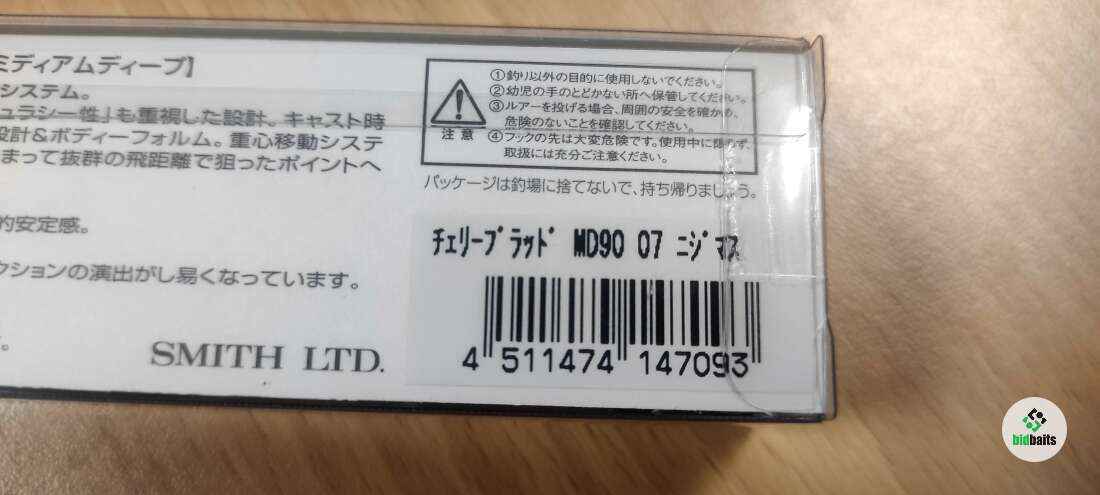 ミディアムディープ】
システム。
ュラシー性」も重視した設計。キャスト時
設計&ボディーフォルム。重心移動システ
まって抜群の飛距離で狙ったポイントへ
的安定感。
クションの演出がし易くなっています。
。
SMITH LTD.
注意
①釣り以外の目的に使用しないでください。
②幼児の手のとどかない所へ保管してください。
③ルアーを投げる場合、周囲の安全を確かめ、
危険のないことを確認してください。
④フックの先は大変危険です。使用中に限らず、
取扱には充分ご注意ください。
パッケージは釣場に捨てないで、持ち帰りましょう。
チェリーブラッド MD90 07 ニジマス
4 511474 147093
bidbaits